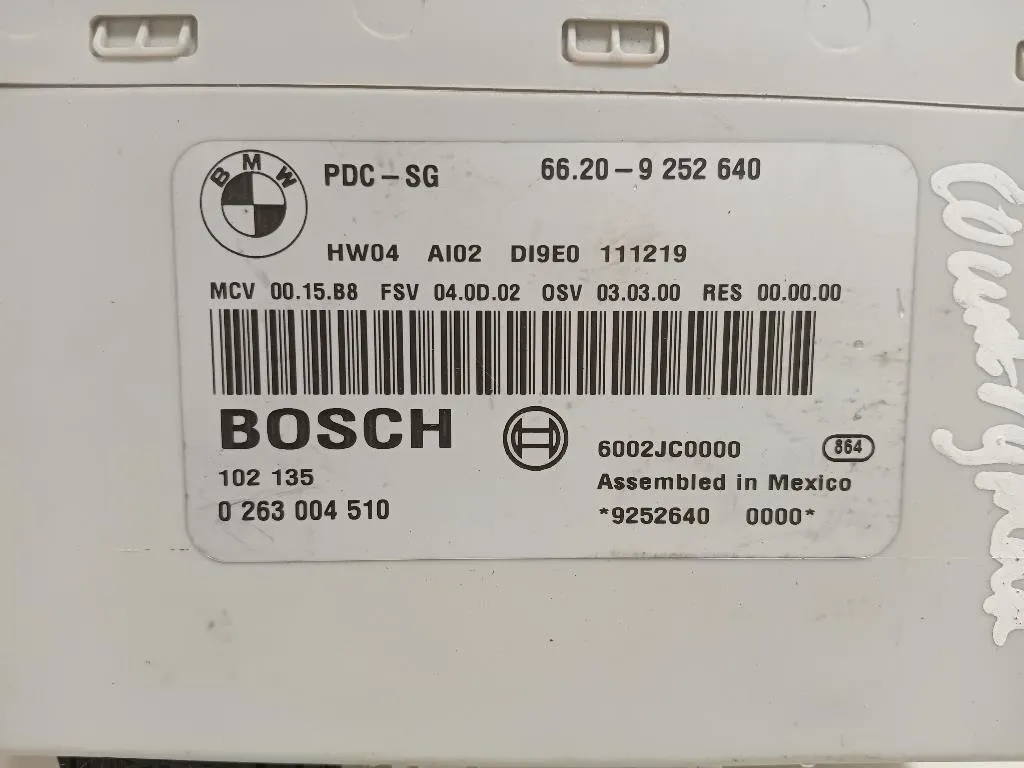 BMW
PDC-SG 66.20-9 252 640
HW04 AI02 DI9E0 111219
MCV 00.15.B8 FSV 04.0D.02 OSV 03.03.00 RES 00.00.00
BOSCH
6002JC0000 864
102 135 Assembled in Mexico
0 263 004 510 *9252640 0000*